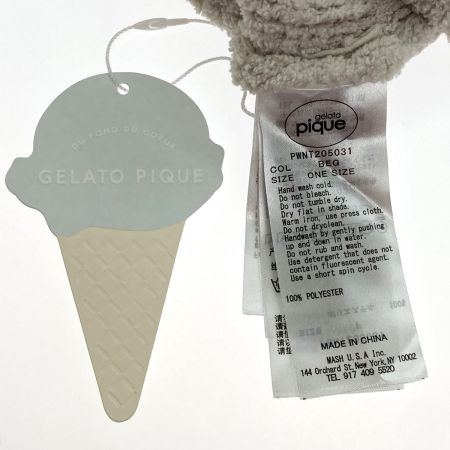 DU FOND DU COEUR
GELATO PIQUE
gelato
pique
PWNT205031
COL BEG
SIZE ONE SIZE
Hand wash cold.
Do not bleach.
Do not tumble dry.
Dry flat in shade.
Warm iron, use press cloth.
Do not dryclean.
Handwash by gently pushing
up and down in water.
Do not rub and wash.
Use detergent that does not
contain fluorescent agent.
Use a short spin cycle.
100% POLYESTER
MADE IN CHINA
MASH U.S.A Inc.
144 Orchard St. New York, NY, 10002
TEL 917 409 5520